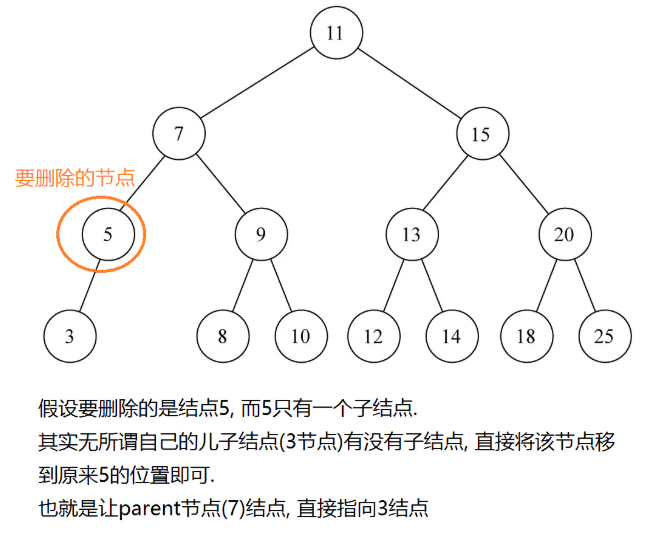 11
7
15
要删除的节点
5
9
13
20
3
8
10
12
14
18
25
假设要删除的是结点5, 而5只有一个子结点.
其实无所谓自己的儿子结点(3节点)有没有子结点, 直接将该节点移
到原来5的位置即可.
也就是让parent节点(7)结点, 直接指向3结点